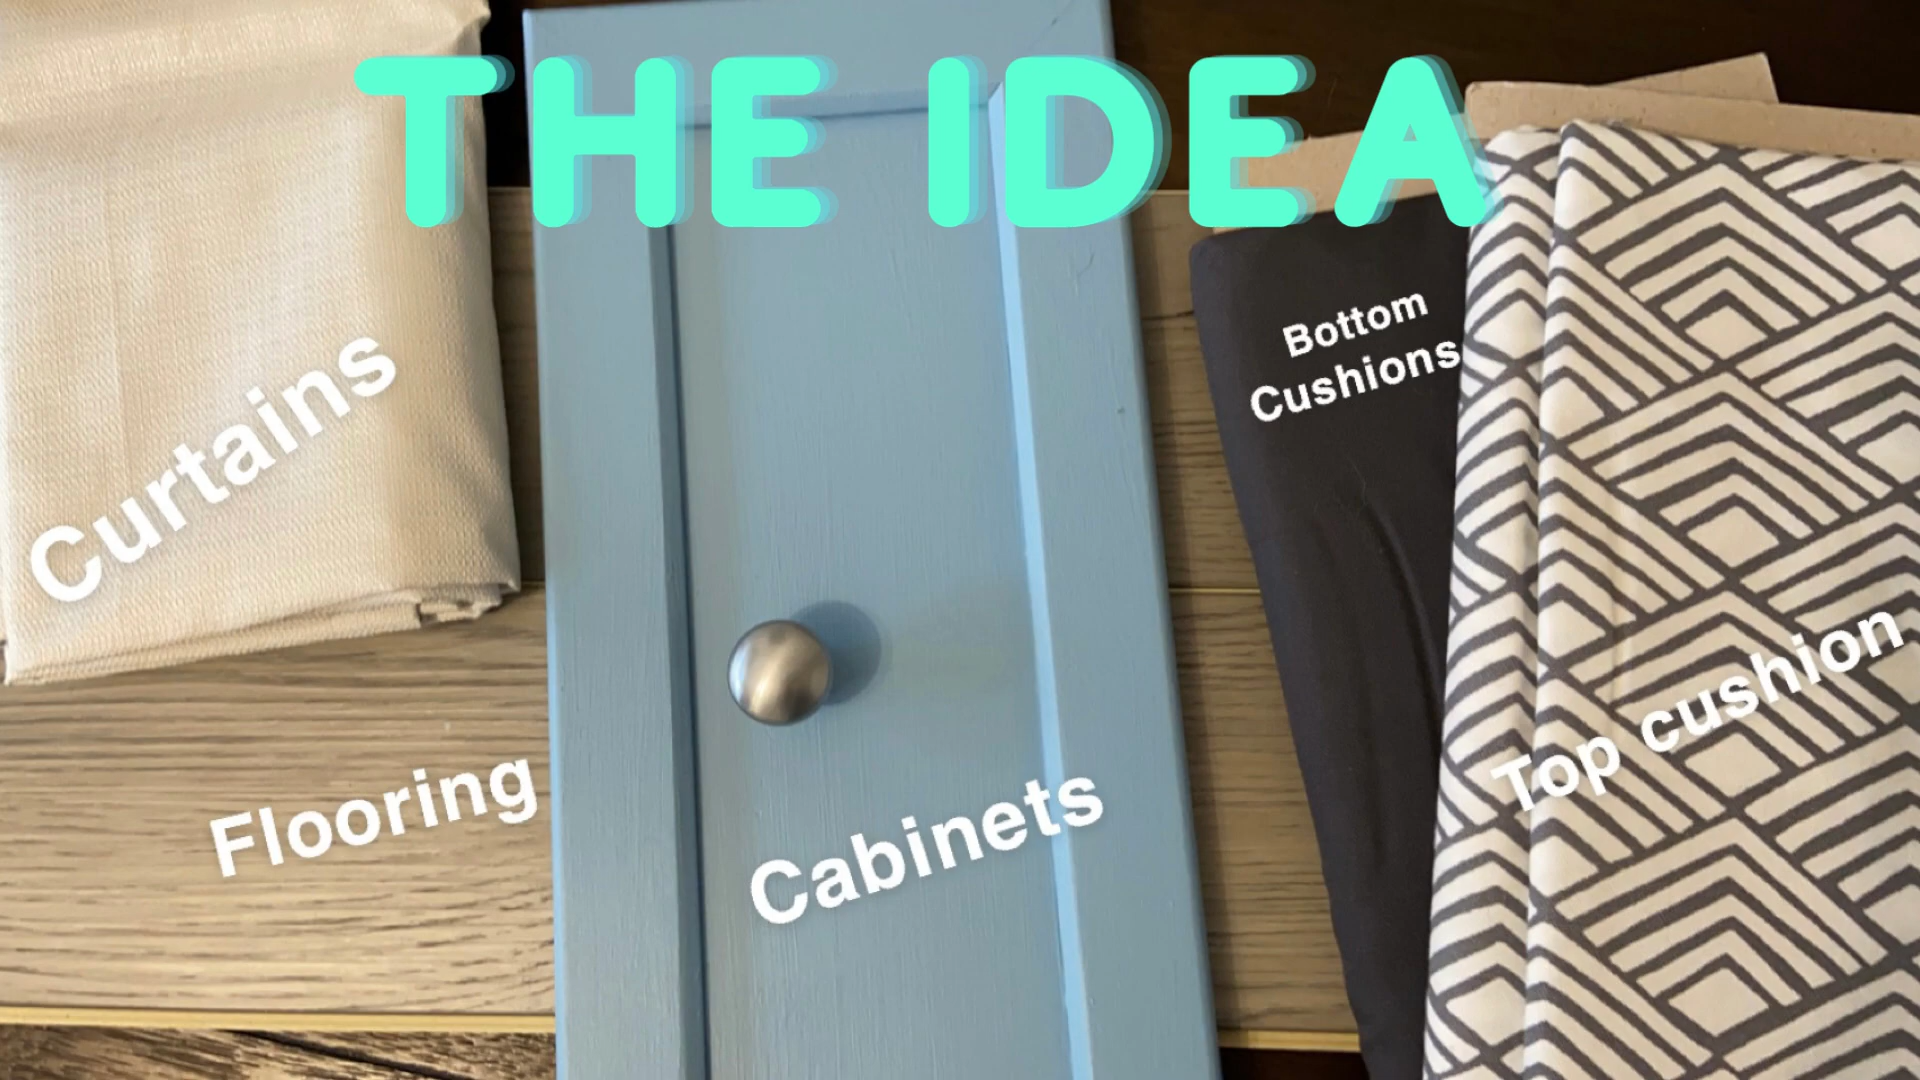 THE IDEA
Curtains
Bottom
Cushions
Flooring
Cabinets
Top cushion